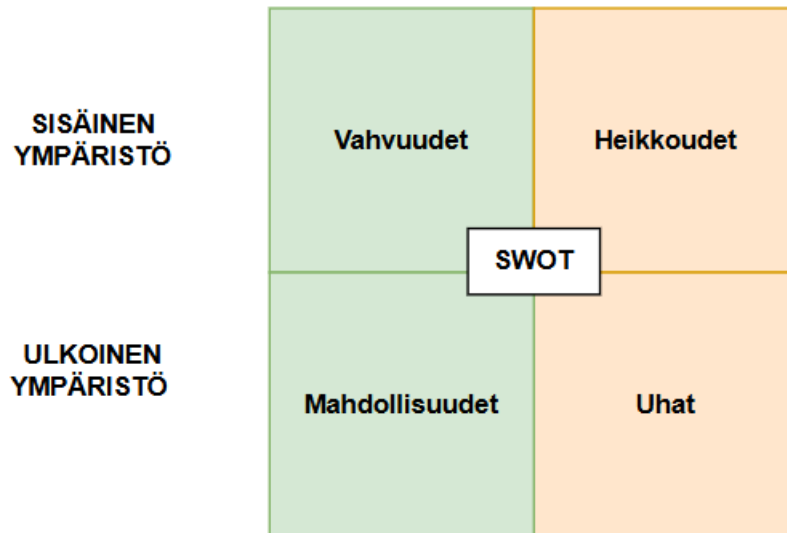 SISÄINEN
YMPÄRISTÖ
Vahvuudet
Heikkoudet
SWOT
ULKOINEN
YMPÄRISTÖ
Mahdollisuudet
Uhat